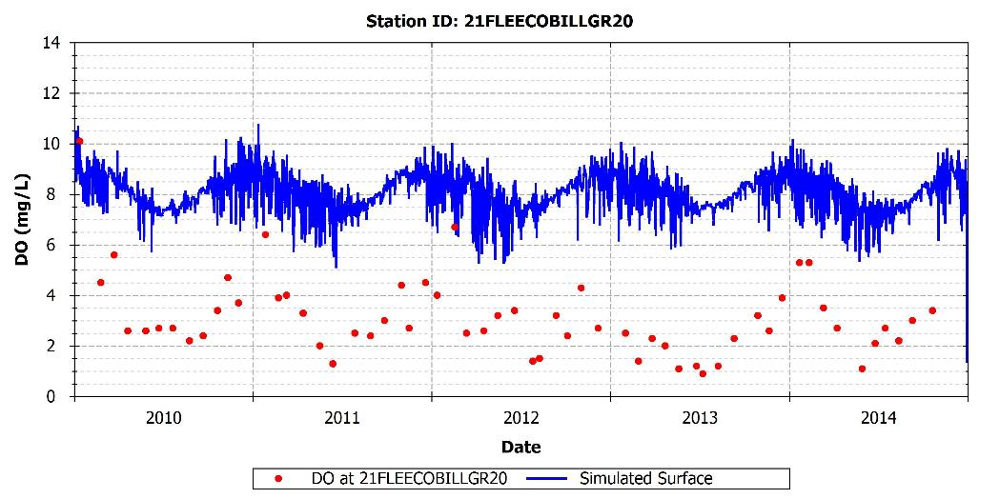 Station ID: 21FLEECOBILLGR20
14
12
10
8
6
4
2
0
DO (mg/L)
2010 2011 2012 2013 2014
Date
DO at 21FLEECOBILLGR20 Simulated Surface